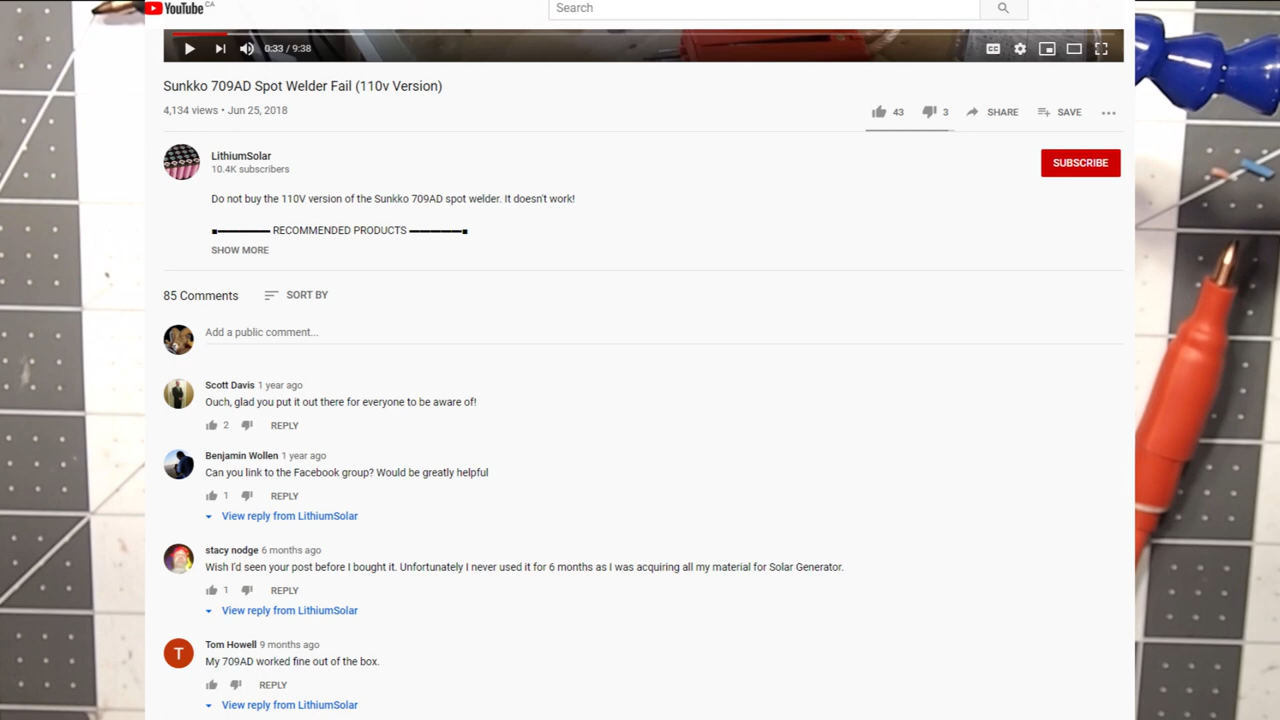 YouTube CA
Search
0:33 / 9:38
CC
Sunkko 709AD Spot Welder Fail (110v Version)
4,134 views • Jun 25, 2018
43
3
SHARE
SAVE
LithiumSolar
10.4K subscribers
SUBSCRIBE
Do not buy the 110V version of the Sunkko 709AD spot welder. It doesn't work!
■▬▬▬▬▬ RECOMMENDED PRODUCTS ▬▬▬▬▬■
SHOW MORE
85 Comments
SORT BY
Add a public comment...
Scott Davis 1 year ago
Ouch, glad you put it out there for everyone to be aware of!
2
REPLY
Benjamin Wollen 1 year ago
Can you link to the Facebook group? Would be greatly helpful
1
REPLY
View reply from LithiumSolar
stacy nodge 6 months ago
Wish I'd seen your post before I bought it. Unfortunately I never used it for 6 months as I was acquiring all my material for Solar Generator.
1
REPLY
View reply from LithiumSolar
T
Tom Howell 9 months ago
My 709AD worked fine out of the box.
REPLY
View reply from LithiumSolar